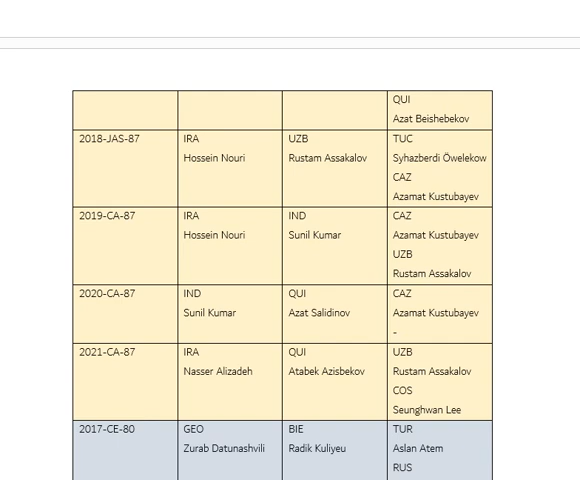 QUI
Azat Beishebekov
2018-JAS-87 IRA UZB TUC
Hossein Nouri Rustam Assakalov Syhazberdi Öwelekow
CAZ
Azamat Kustubayev
2019-CA-87 IRA IND CAZ
Hossein Nouri Sunil Kumar Azamat Kustubayev
UZB
Rustam Assakalov
2020-CA-87 IND QUI CAZ
Sunil Kumar Azat Salidinov Azamat Kustubayev
-
2021-CA-87 IRA QUI UZB
Nasser Alizadeh Atabek Azisbekov Rustam Assakalov
COS
Seunghwan Lee
2017-CE-80 GEO BIE TUR
Zurab Datunashvili Radik Kuliyeu Aslan Atem
RUS